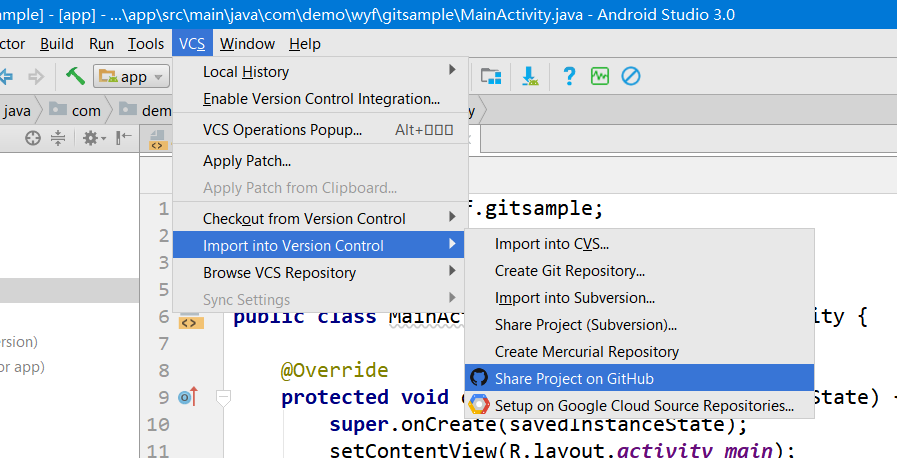 ample] - [app] - ...\app\src\main\java\com\demo\wyf\gitsample\MainActivity.java - Android Studio 3.0
ctor Build Run Tools VCS Window Help
app
java com dem y
Local History
Enable Version Control Integration...
VCS Operations Popup... Alt+▯▯▯
Apply Patch...
Apply Patch from Clipboard...
Checkout from Version Control
Import into Version Control
Browse VCS Repository
Sync Settings
Import into CVS...
Create Git Repository...
Import into Subversion...
Share Project (Subversion)...
Create Mercurial Repository
Share Project on GitHub
Setup on Google Cloud Source Repositories...
ersion)
or app)
1 f.gitsample;
2
3
5
6 public class MainAct ity {
7
8 @Override
9 protected void State) {
10 super.onCreate(savedInstanceState);
11 setContentView(R.layout.activity_main);